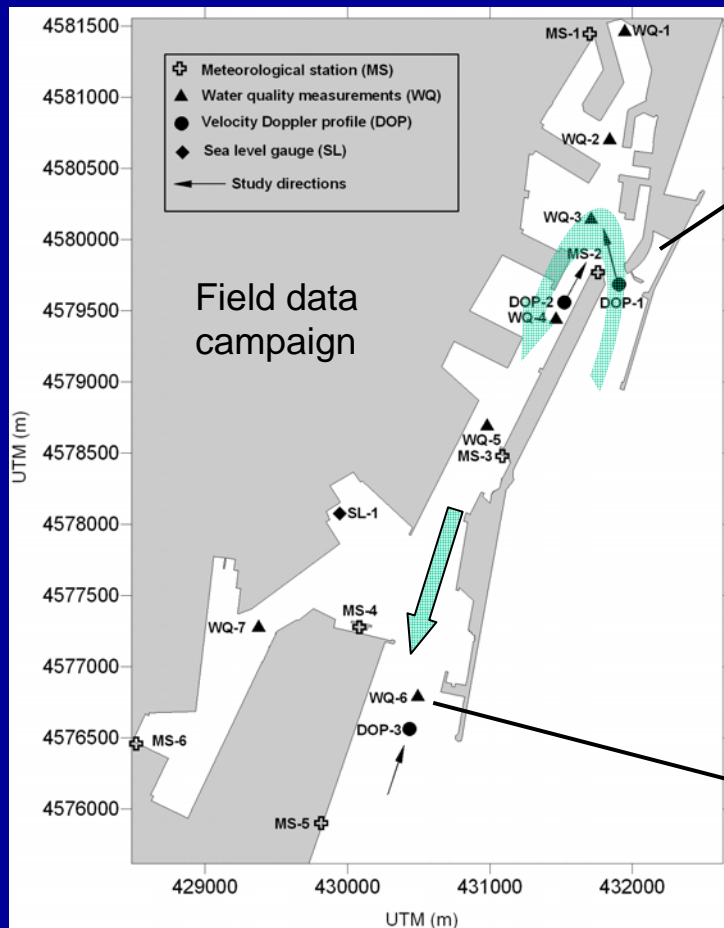 4581500
4581000
4580500
4580000
4579500
4579000
4578500
4578000
4577500
4577000
4576500
4576000
UTM (m)
Meteorological station (MS)
Water quality measurements (WQ)
Velocity Doppler profile (DOP)
Sea level gauge (SL)
Study directions
Field data
campaign
MS-1
WQ-1
WQ-2
WQ-3
MS-2
DOP-2
DOP-1
WQ-4
WQ-5
MS-3
SL-1
MS-4
WQ-7
WQ-6
DOP-3
MS-6
MS-5
429000
430000
431000
432000
UTM (m)